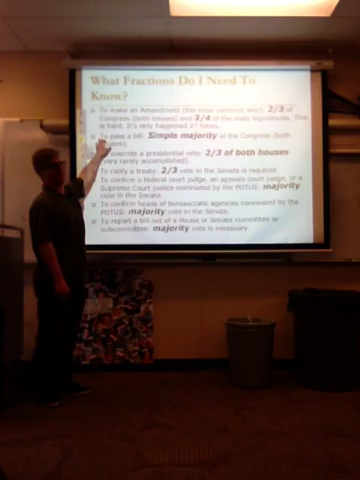 What Fractions Do I Need To
Know?
To make an Amendment (the most common way): 2/3 of
Congress (both houses) and 3/4 of the state legislatures. This
is hard. It's only happened 27 times.
To pass a bill: Simple majority of the Congress (both
override a presidential veto: 2/3 of both houses
(very randy accomplished)
To ratify a treaty: 2/3 vote in the Senate is required
To confirm a federal court judge, an appeals court judge, or a
Supreme Court justice nominated by the POTUS: majority
vote in the Senate
To confirm heads of bureaucratic agencies nominated by the
POTUS: majority vote in the Senate
To report a bill out of a House or Senate committee or
subcommittee: majority vote is necessary